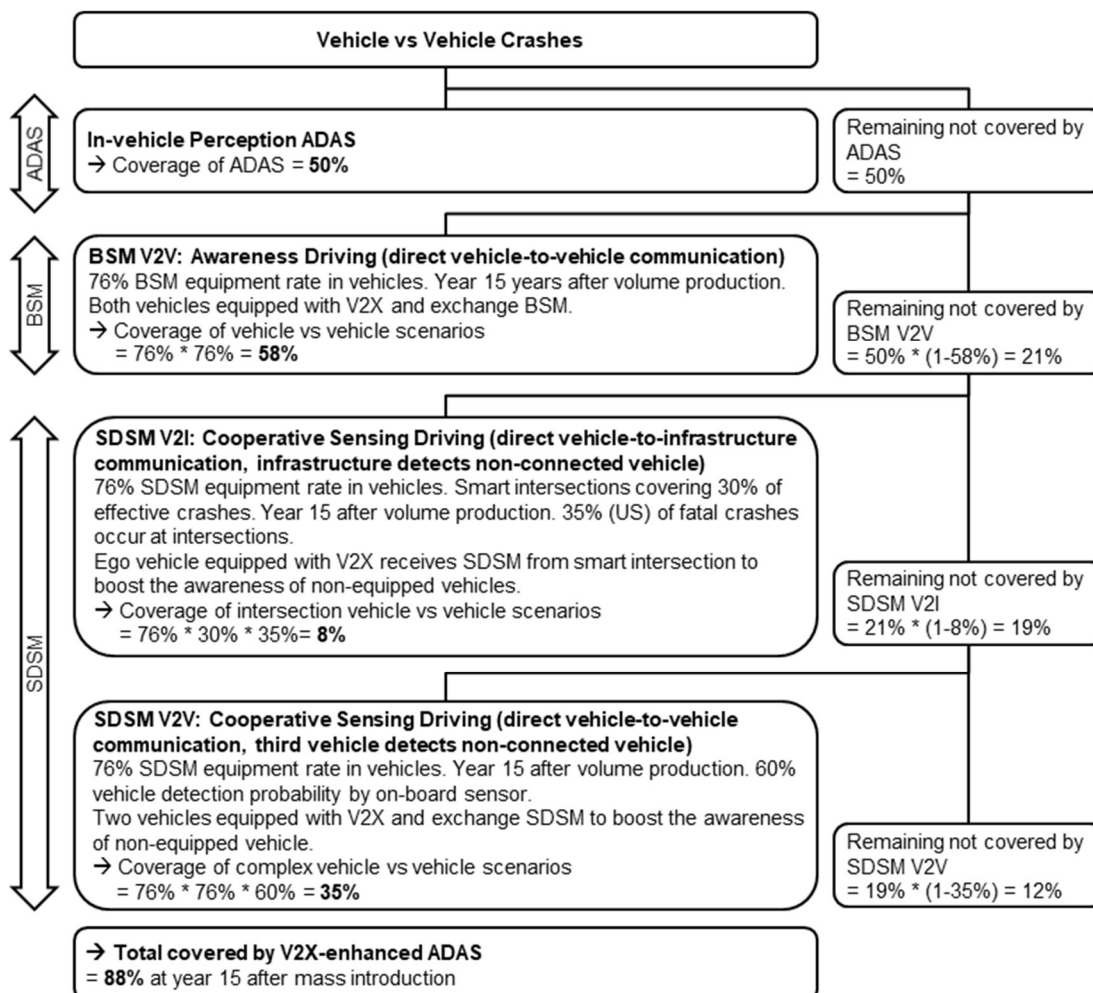 Vehicle vs Vehicle Crashes
ADAS
In-vehicle Perception ADAS
→ Coverage of ADAS = 50%
Remaining not covered by
ADAS
= 50%
BSM
BSM V2V: Awareness Driving (direct vehicle-to-vehicle communication)
76% BSM equipment rate in vehicles. Year 15 years after volume production.
Both vehicles equipped with V2X and exchange BSM.
→ Coverage of vehicle vs vehicle scenarios
= 76% * 76% = 58%
Remaining not covered by
BSM V2V
= 50% * (1-58%) = 21%
SDSM
SDSM V2I: Cooperative Sensing Driving (direct vehicle-to-infrastructure
communication, infrastructure detects non-connected vehicle)
76% SDSM equipment rate in vehicles. Smart intersections covering 30% of
effective crashes. Year 15 after volume production. 35% (US) of fatal crashes
occur at intersections.
Ego vehicle equipped with V2X receives SDSM from smart intersection to
boost the awareness of non-equipped vehicles.
→ Coverage of intersection vehicle vs vehicle scenarios
= 76% * 30% * 35%= 8%
Remaining not covered by
SDSM V2I
= 21% * (1-8%) = 19%
SDSM V2V: Cooperative Sensing Driving (direct vehicle-to-vehicle
communication, third vehicle detects non-connected vehicle)
76% SDSM equipment rate in vehicles. Year 15 after volume production. 60%
vehicle detection probability by on-board sensor.
Two vehicles equipped with V2X and exchange SDSM to boost the awareness
of non-equipped vehicle.
→ Coverage of complex vehicle vs vehicle scenarios
= 76% * 76% * 60% = 35%
Remaining not covered by
SDSM V2V
= 19% * (1-35%) = 12%
→ Total covered by V2X-enhanced ADAS
= 88% at year 15 after mass introduction